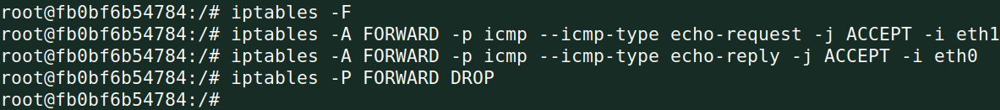 root@fb0bf6b54784:/# iptables -F
root@fb0bf6b54784:/# iptables -A FORWARD -p icmp --icmp-type echo-request -j ACCEPT -i eth1
root@fb0bf6b54784:/# iptables -A FORWARD -p icmp --icmp-type echo-reply -j ACCEPT -i eth0
root@fb0bf6b54784:/# iptables -P FORWARD DROP
root@fb0bf6b54784:/#